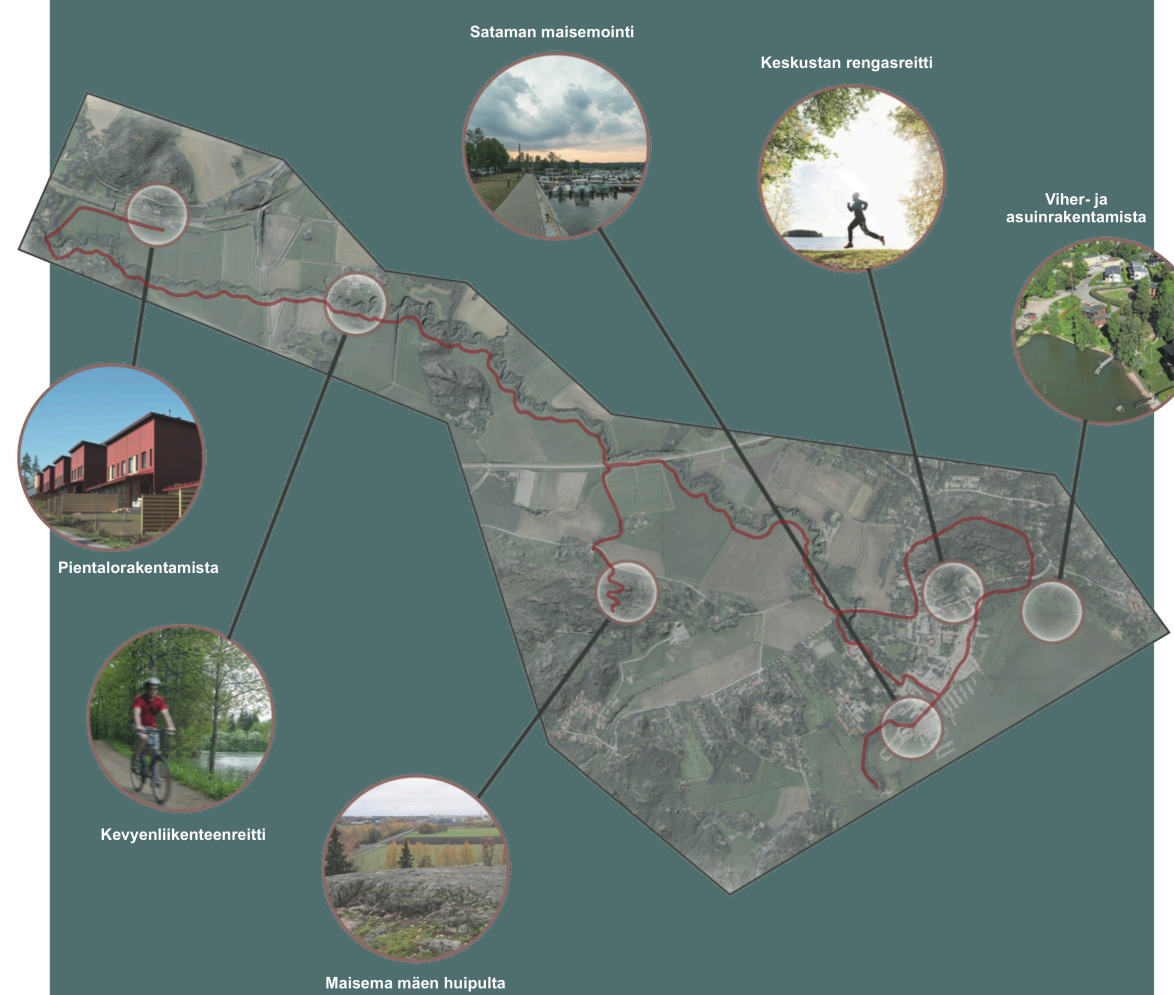 Sataman maisemointi
Keskustan rengasreitti
Viher- ja
asuinrakentamista
Pientalorakentamista
Kevyenliikenteenreitti
Maisema mäen huipulta